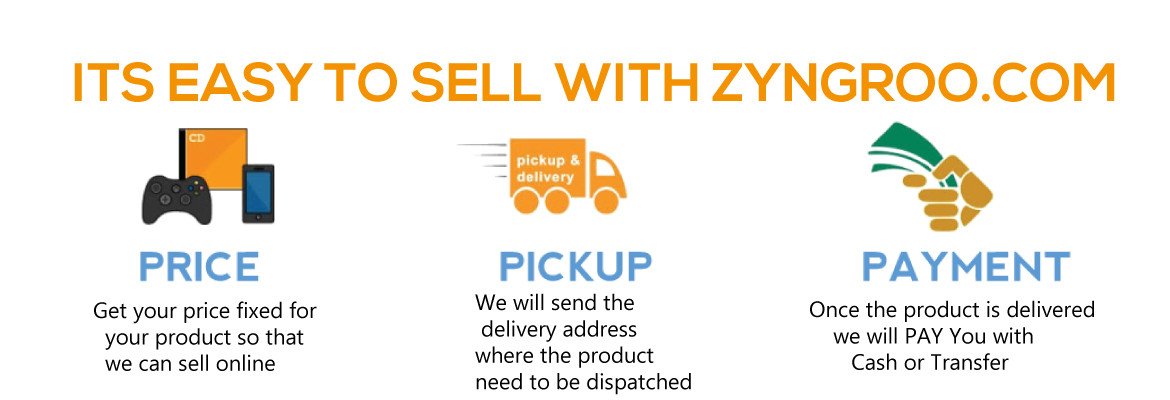 ITS EASY TO SELL WITH ZYNGROO.COM
CD
pickup &
delivery
PRICE
Get your price fixed for
your product so that
we can sell online
PICKUP
We will send the
delivery address
where the product
need to be dispatched
PAYMENT
Once the product is delivered
we will PAY You with
Cash or Transfer